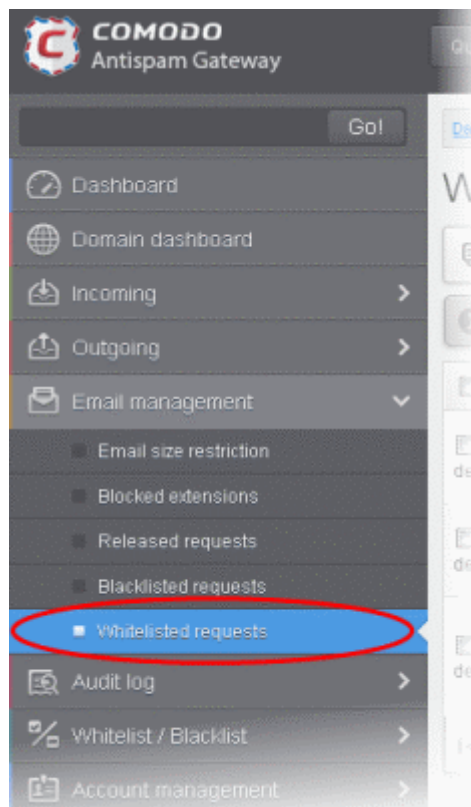 COMODO
Antispam Gateway
Go!
Dashboard
Domain dashboard
Incoming
Outgoing
Email management
Email size restriction
Blocked extensions
Released requests
Blacklisted requests
Whitelisted requests
Audit log
Whitelist / Blacklist
Account management